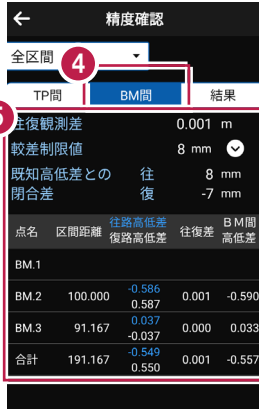 ← 精度確認
全区間
4
TP間 BM間 結果
5
往復観測差 0.001 m
較差制限値 8 mm
既知高低差との 往 8 mm
閉合差 復 -7 mm
点名 区間距離 往路高低差 復路高低差 往復差 BM間高低差
BM.1
BM.2 100.000 -0.586 0.587 0.001 -0.590
BM.3 91.167 0.037 -0.037 0.000 0.033
合計 191.167 -0.549 0.550 0.001 -0.557